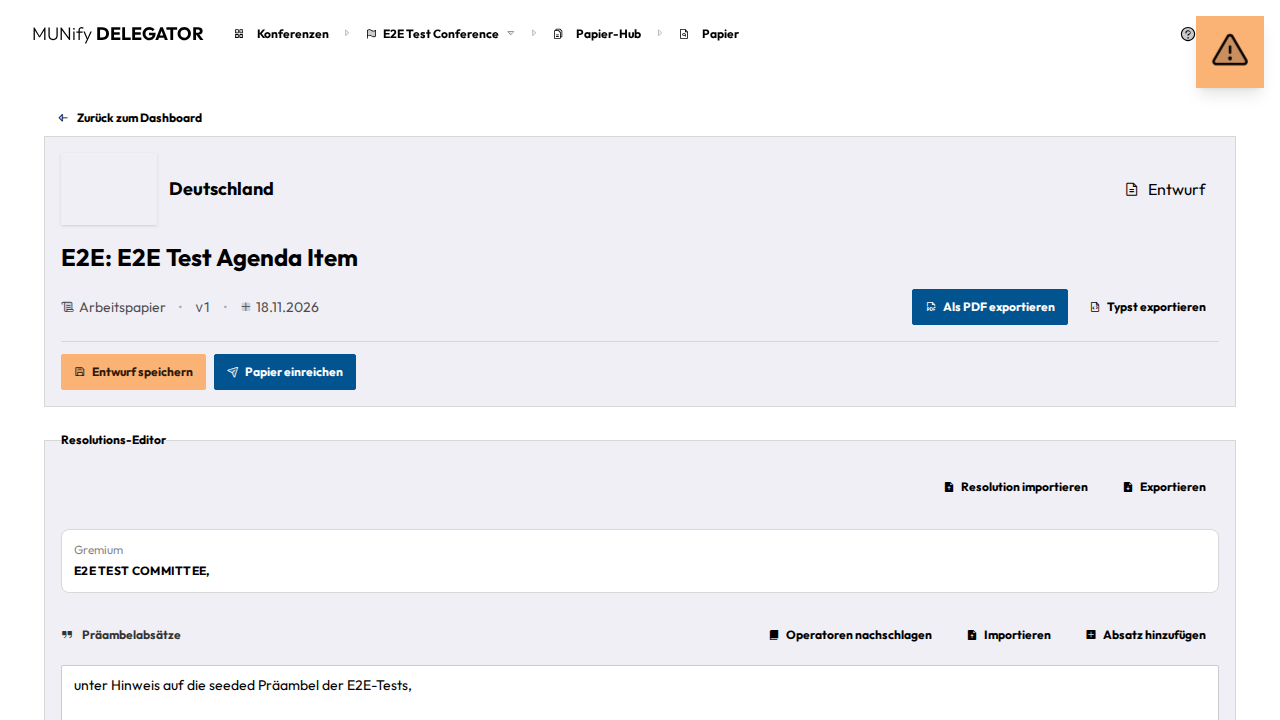 MUNify DELEGATOR Konferenzen E2E Test Conference Papier-Hub Papier
Zurück zum Dashboard
Deutschland
Entwurf
E2E: E2E Test Agenda Item
Arbeitspapier · v1 · 18.11.2026
Als PDF exportieren
Typst exportieren
Entwurf speichern
Papier einreichen
Resolutions-Editor
Resolution importieren
Exportieren
Gremium
E2E TEST COMMITTEE,
Präambelabsätze
Operatoren nachschlagen
Importieren
Absatz hinzufügen
unter Hinweis auf die seeded Präambel der E2E-Tests,